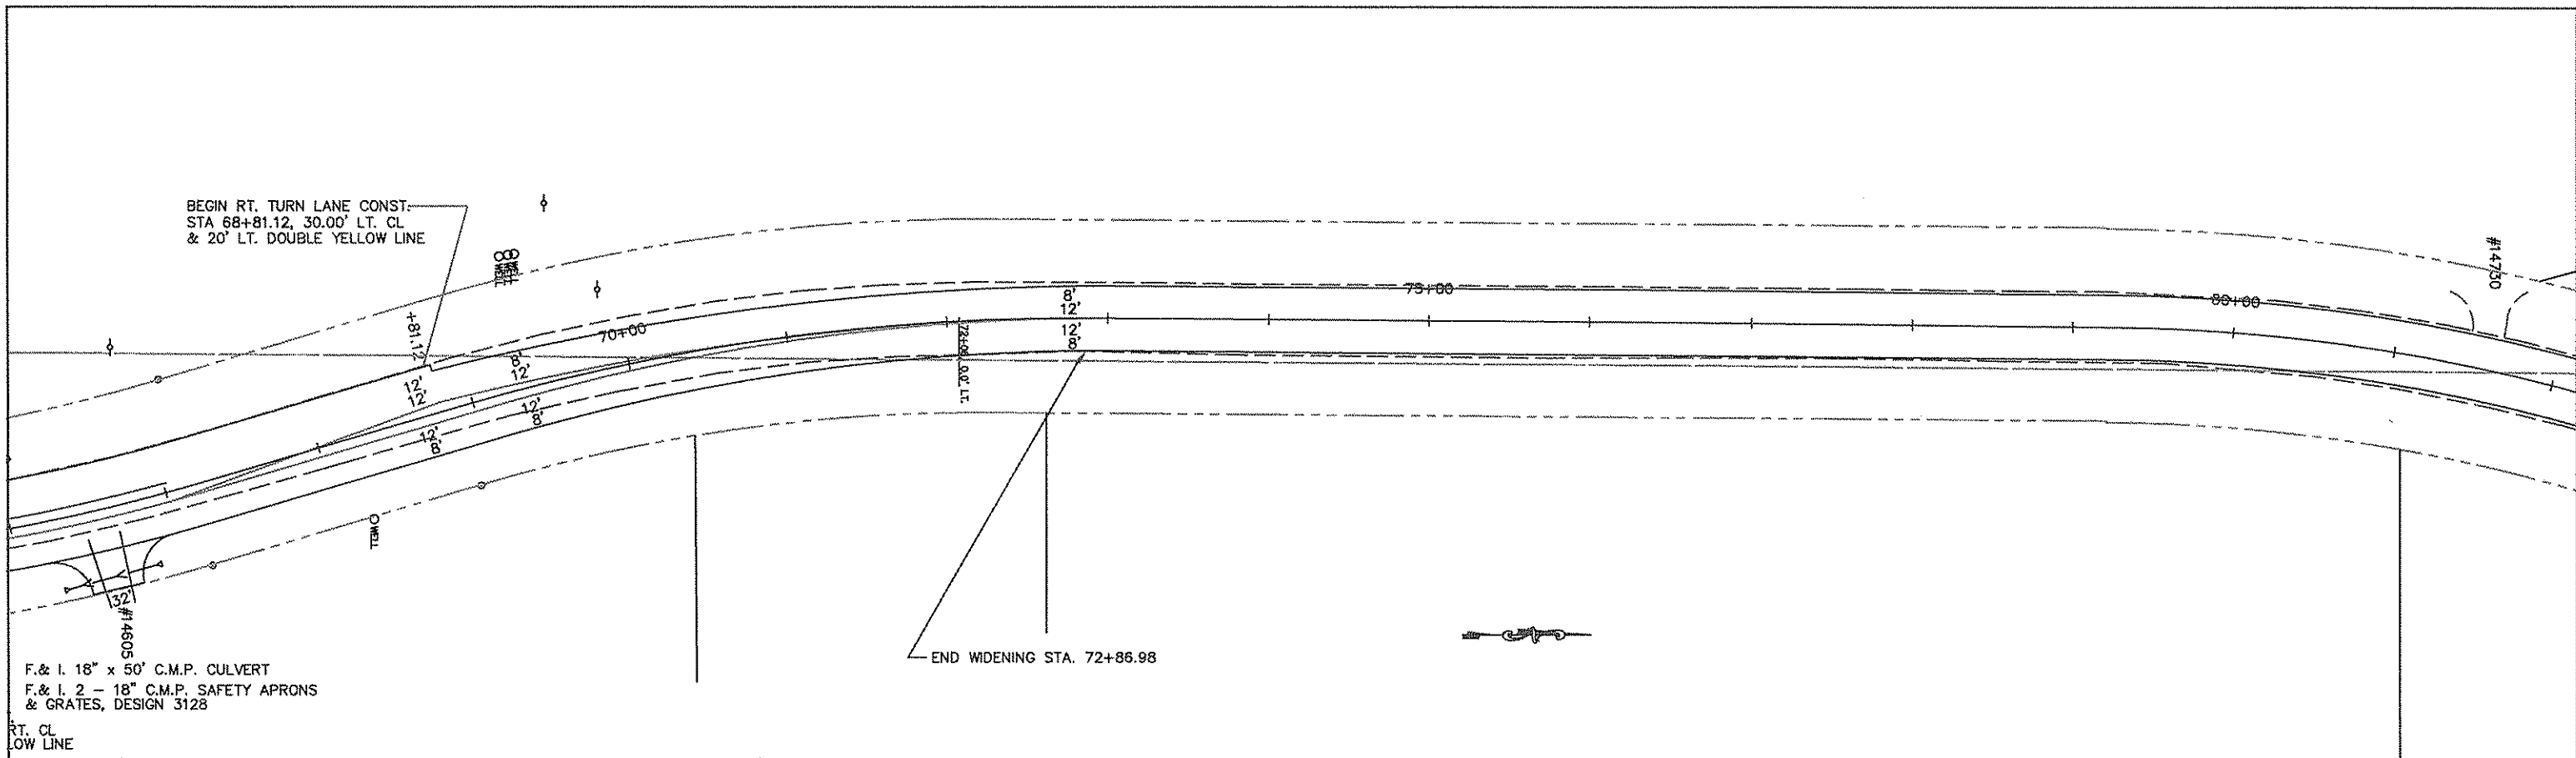 BEGIN RT. TURN LANE CONST.
STA 68+81.12, 30.00' LT. CL
& 20' LT. DOUBLE YELLOW LINE
WELL
+81.12
70+00
8'
12'
12'
12'
12'
8'
12'
8'
8'
12'
12'
8'
75+00
80+00
#14730
WELL
32'
#14605
END WIDENING STA. 72+86.98
F.& I. 18" x 50' C.M.P. CULVERT
F.& I. 2 - 18" C.M.P. SAFETY APRONS
& GRATES, DESIGN 3128
RT. CL
LOW LINE